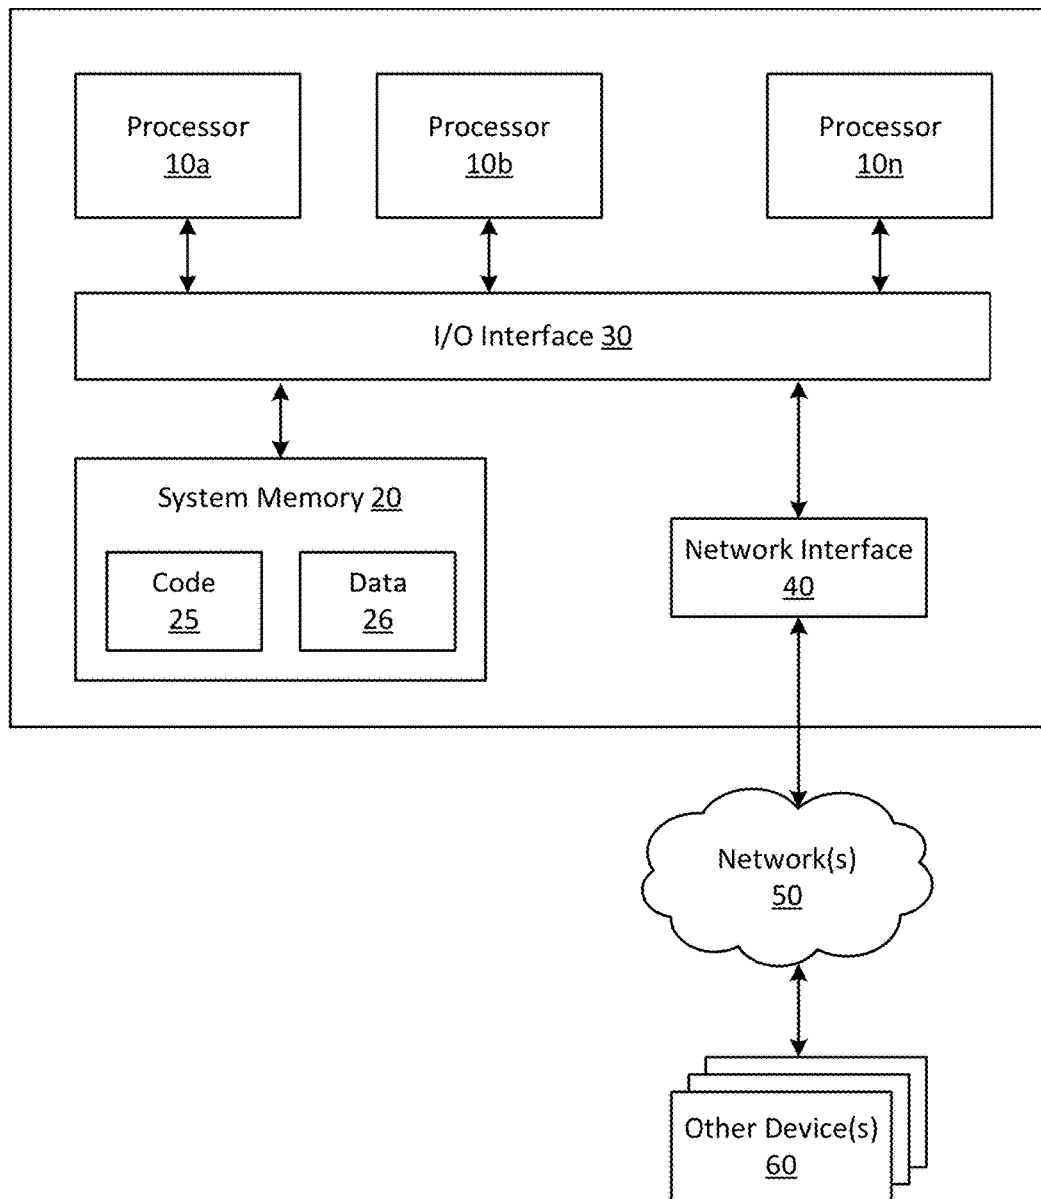 Processor
10a
Processor
10b
Processor
10n
I/O Interface 30
System Memory 20
Code
25
Data
26
Network Interface
40
Network(s)
50
Other Device(s)
60